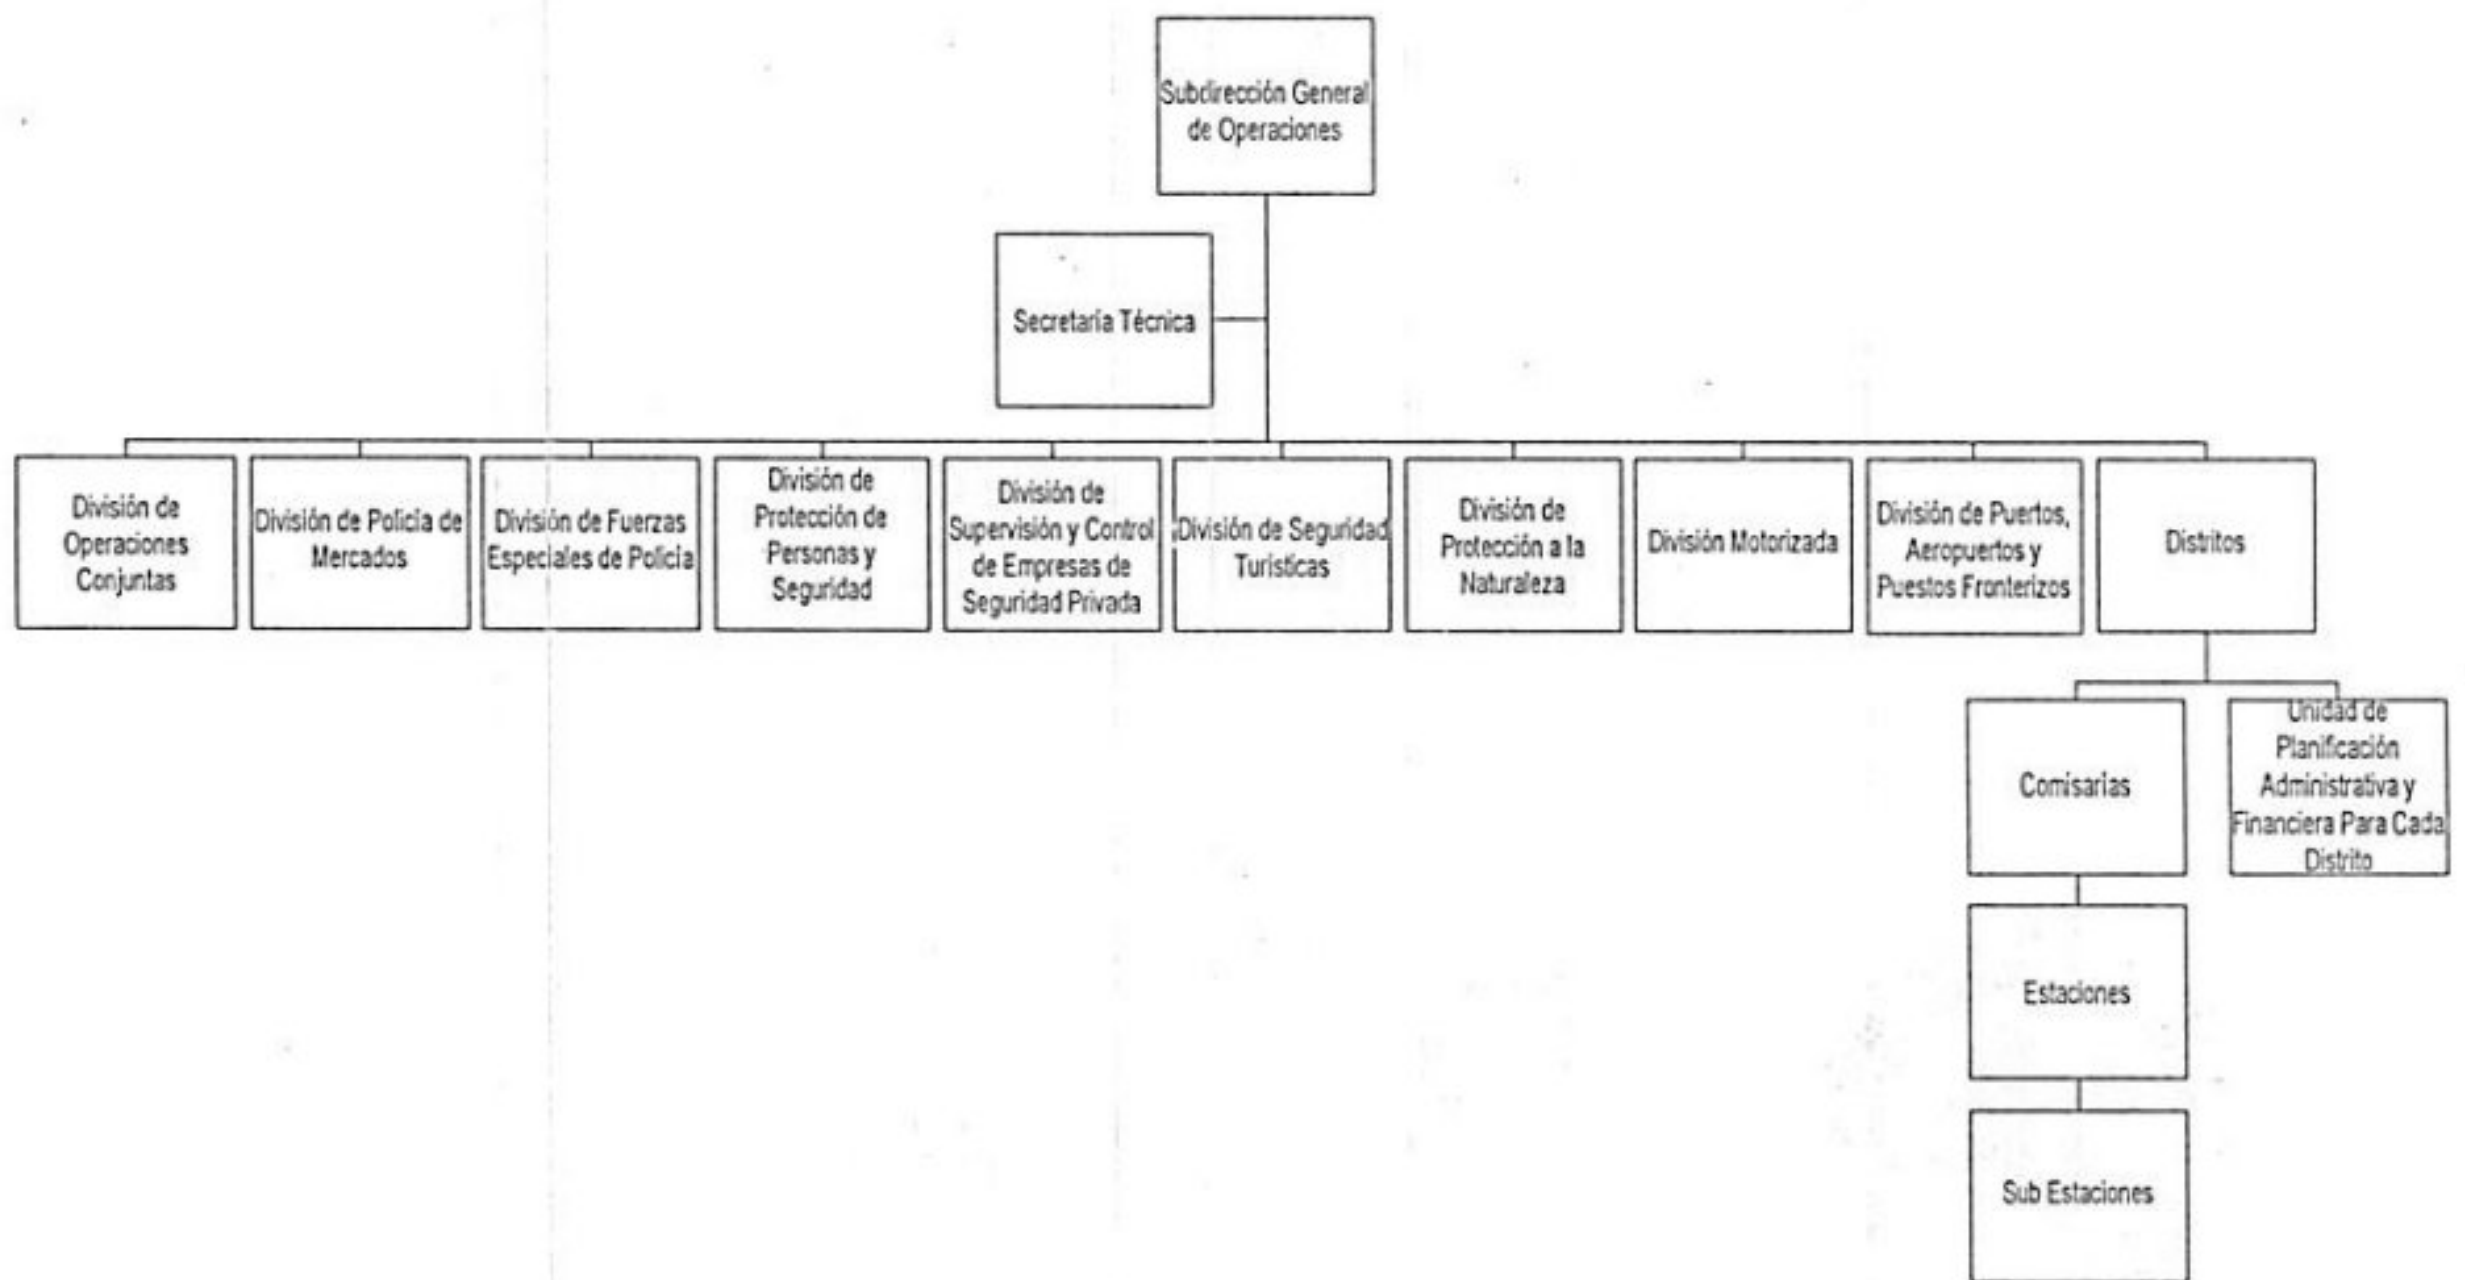 Subdirección General
de Operaciones
Secretaría Técnica
División de
Operaciones
Conjuntas
División de Policia de
Mercados
División de Fuerzas
Especiales de Policia
División de
Protección de
Personas y
Seguridad
División de
Supervisión y Control
de Empresas de
Seguridad Privada
División de Seguridad
Turísticas
División de
Protección a la
Naturaleza
División Motorizada
División de Puertos,
Aeropuertos y
Puestos Fronterizos
Distritos
Comisarias
Unidad de
Planificación
Administrativa y
Financiera Para Cada
Distrito
Estaciones
Sub Estaciones